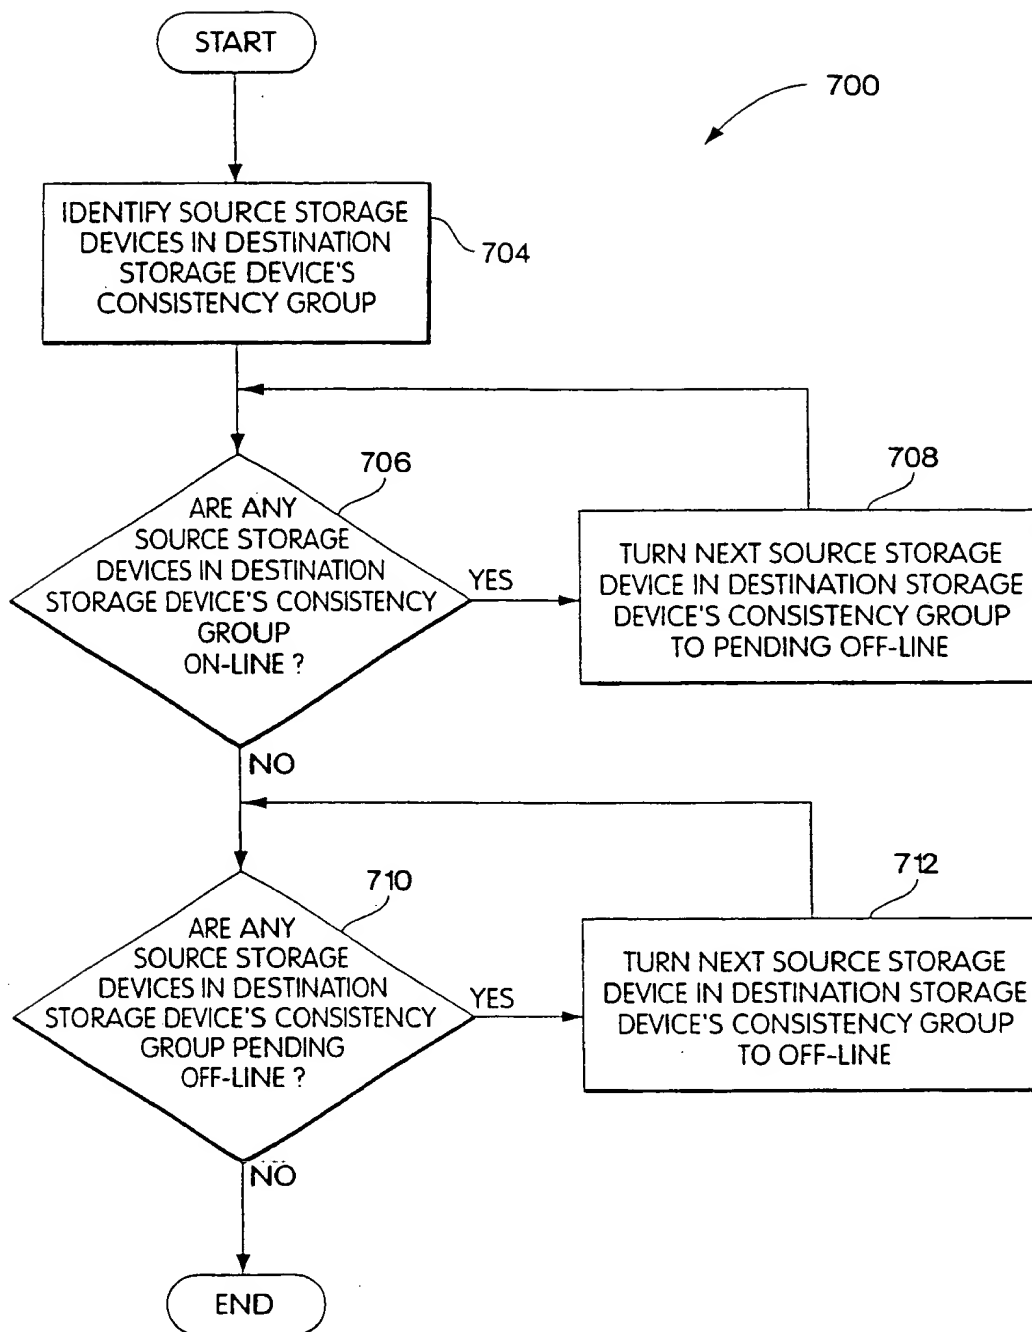 START
700
IDENTIFY SOURCE STORAGE
DEVICES IN DESTINATION
STORAGE DEVICE'S
CONSISTENCY GROUP
704
706
ARE ANY
SOURCE STORAGE
DEVICES IN DESTINATION
STORAGE DEVICE'S CONSISTENCY
GROUP
ON-LINE ?
YES
708
TURN NEXT SOURCE STORAGE
DEVICE IN DESTINATION STORAGE
DEVICE'S CONSISTENCY GROUP
TO PENDING OFF-LINE
NO
710
ARE ANY
SOURCE STORAGE
DEVICES IN DESTINATION
STORAGE DEVICE'S CONSISTENCY
GROUP PENDING
OFF-LINE ?
YES
712
TURN NEXT SOURCE STORAGE
DEVICE IN DESTINATION STORAGE
DEVICE'S CONSISTENCY GROUP
TO OFF-LINE
NO
END